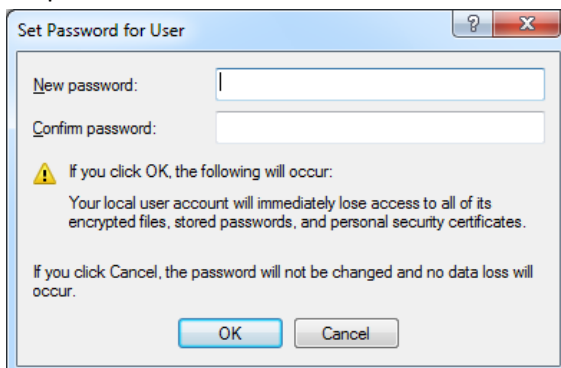 Set Password for User
New password:
Confirm password:
If you click OK, the following will occur:
Your local user account will immediately lose access to all of its
encrypted files, stored passwords, and personal security certificates.
If you click Cancel, the password will not be changed and no data loss will
occur.
OK Cancel